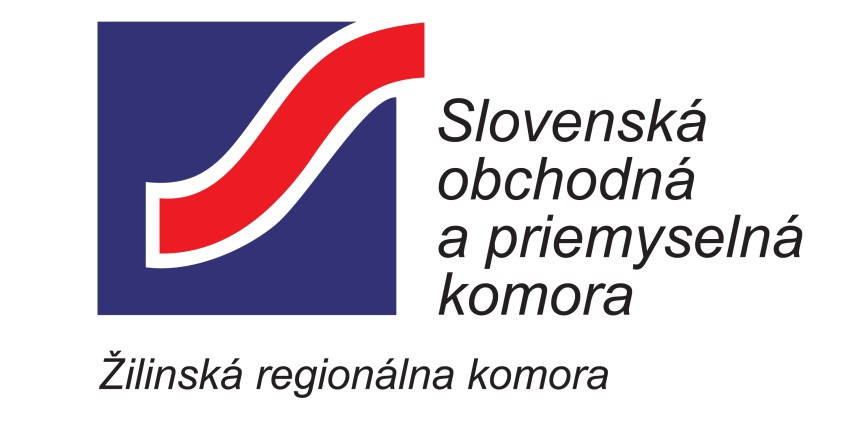 Slovenská
obchodná
a priemyselná
komora
Žilinská regionálna komora